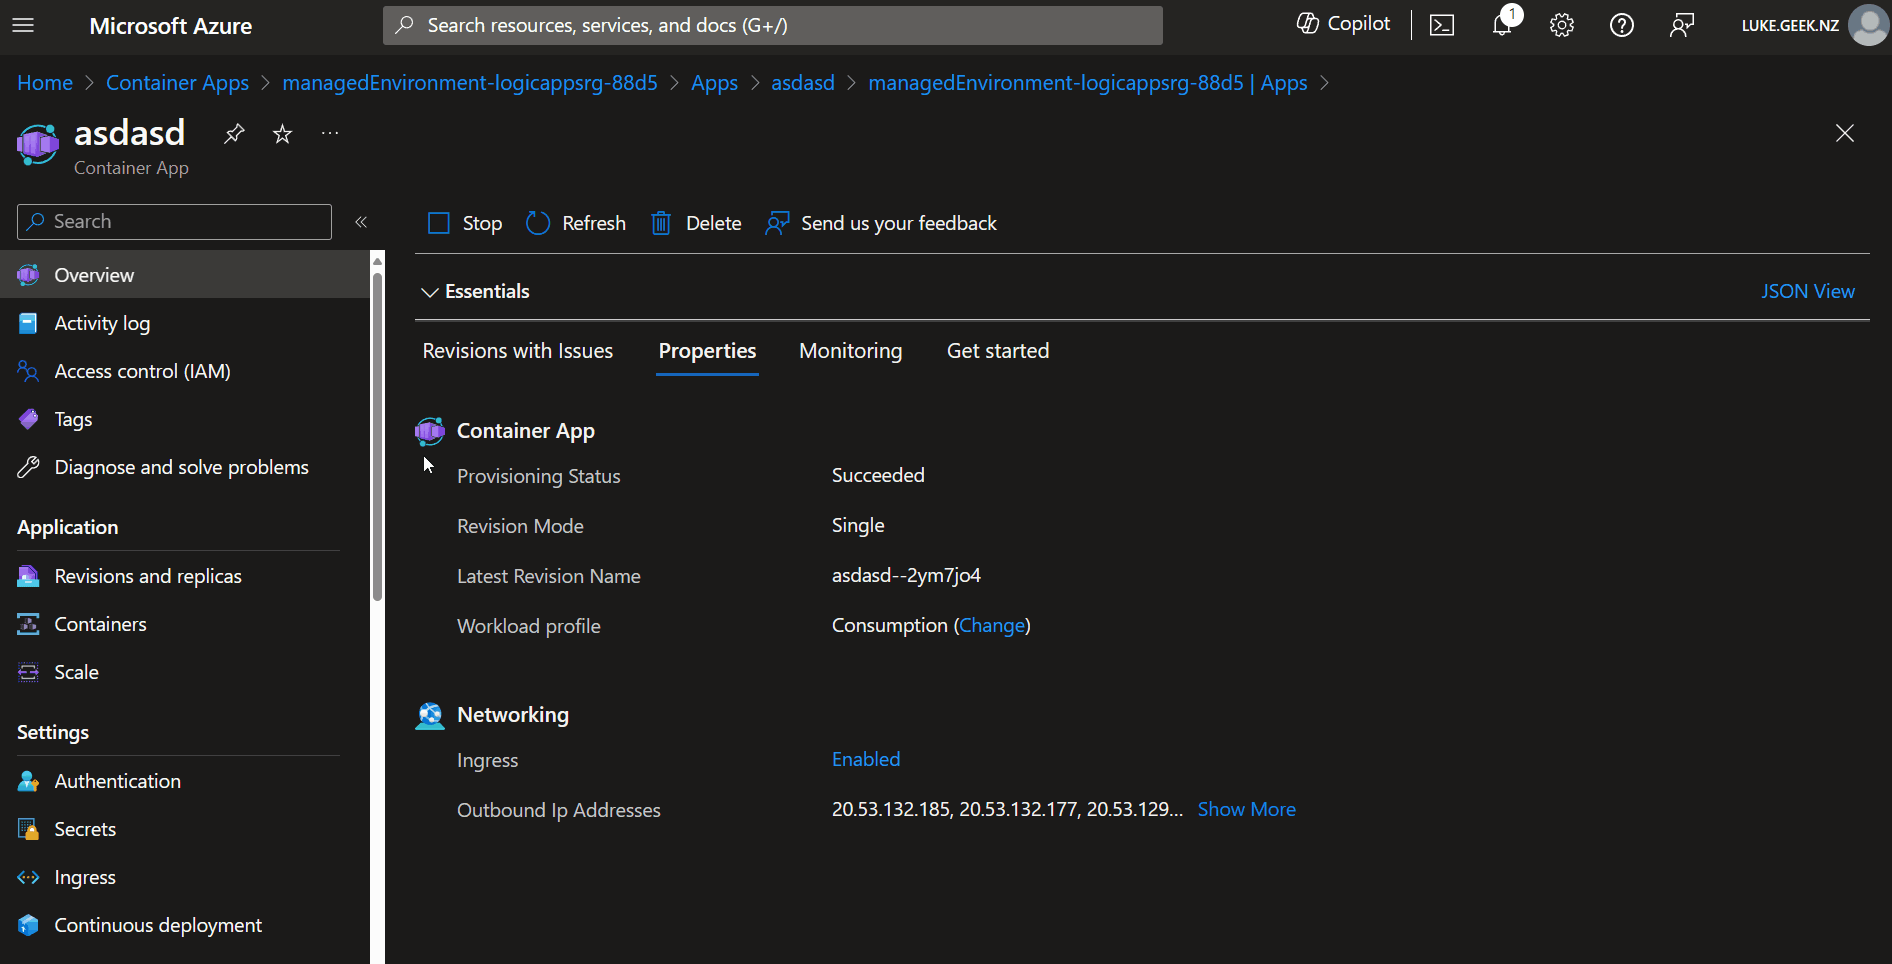 Microsoft Azure
Search resources, services, and docs (G+/)
Copilot
1
LUKE.GEEK.NZ
Home > Container Apps > managedEnvironment-logicappsrg-88d5 > Apps > asdasd > managedEnvironment-logicappsrg-88d5 | Apps >
asdasd
...
Container App
Search
«
Stop
Refresh
Delete
Send us your feedback
Overview
Activity log
Access control (IAM)
Tags
Diagnose and solve problems
Application
Revisions and replicas
Containers
Scale
Settings
Authentication
Secrets
Ingress
Continuous deployment
Essentials
JSON View
Revisions with Issues
Properties
Monitoring
Get started
Container App
Provisioning Status
Succeeded
Revision Mode
Single
Latest Revision Name
asdasd--2ym7jo4
Workload profile
Consumption (Change)
Networking
Ingress
Enabled
Outbound Ip Addresses
20.53.132.185, 20.53.132.177, 20.53.129...
Show More